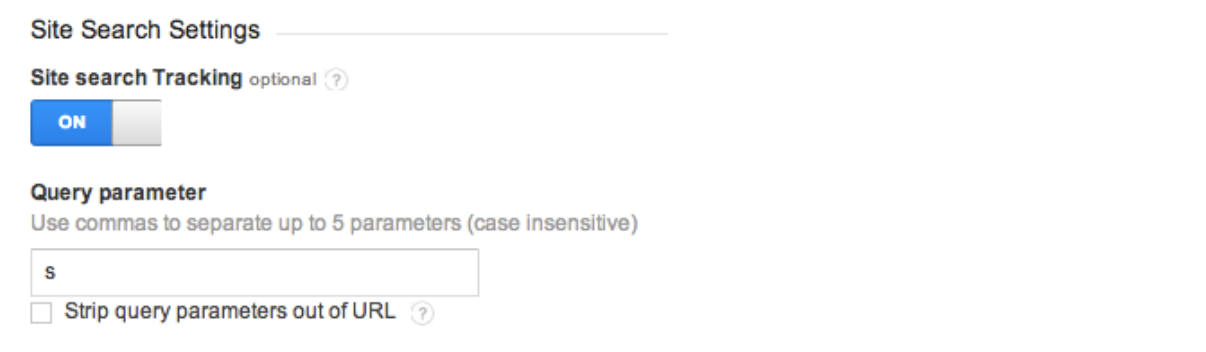 Site Search Settings
Site search Tracking optional ?
ON
Query parameter
Use commas to separate up to 5 parameters (case insensitive)
s
Strip query parameters out of URL ?